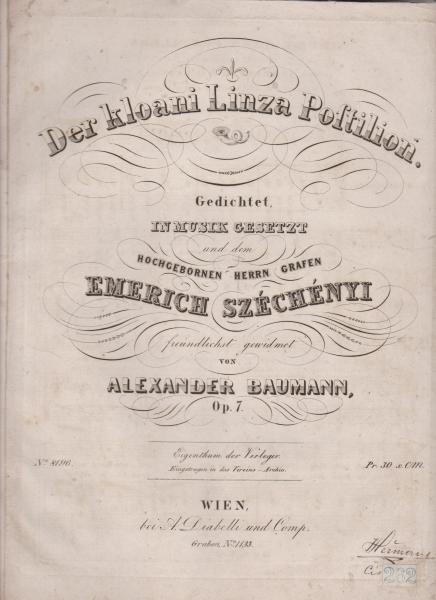 Der kloani Linza Postilion.
Gedichtet,
IN MUSIK GESETZT
und dem
HOCHGEBORNEN HERRN GRAFEN
EMERICH SZÉCHÉNYI
freundlichst gewidmet
VON
ALEXANDER BAUMANN,
Op. 7.
Eigenthum der Verleger.
Eingetragen in das Vereins-Archiv.
No. 8196.
Pr. 30 x. C.M.
WIEN,
bei A. Diabelli und Comp.
Graben, No. 1133.
232